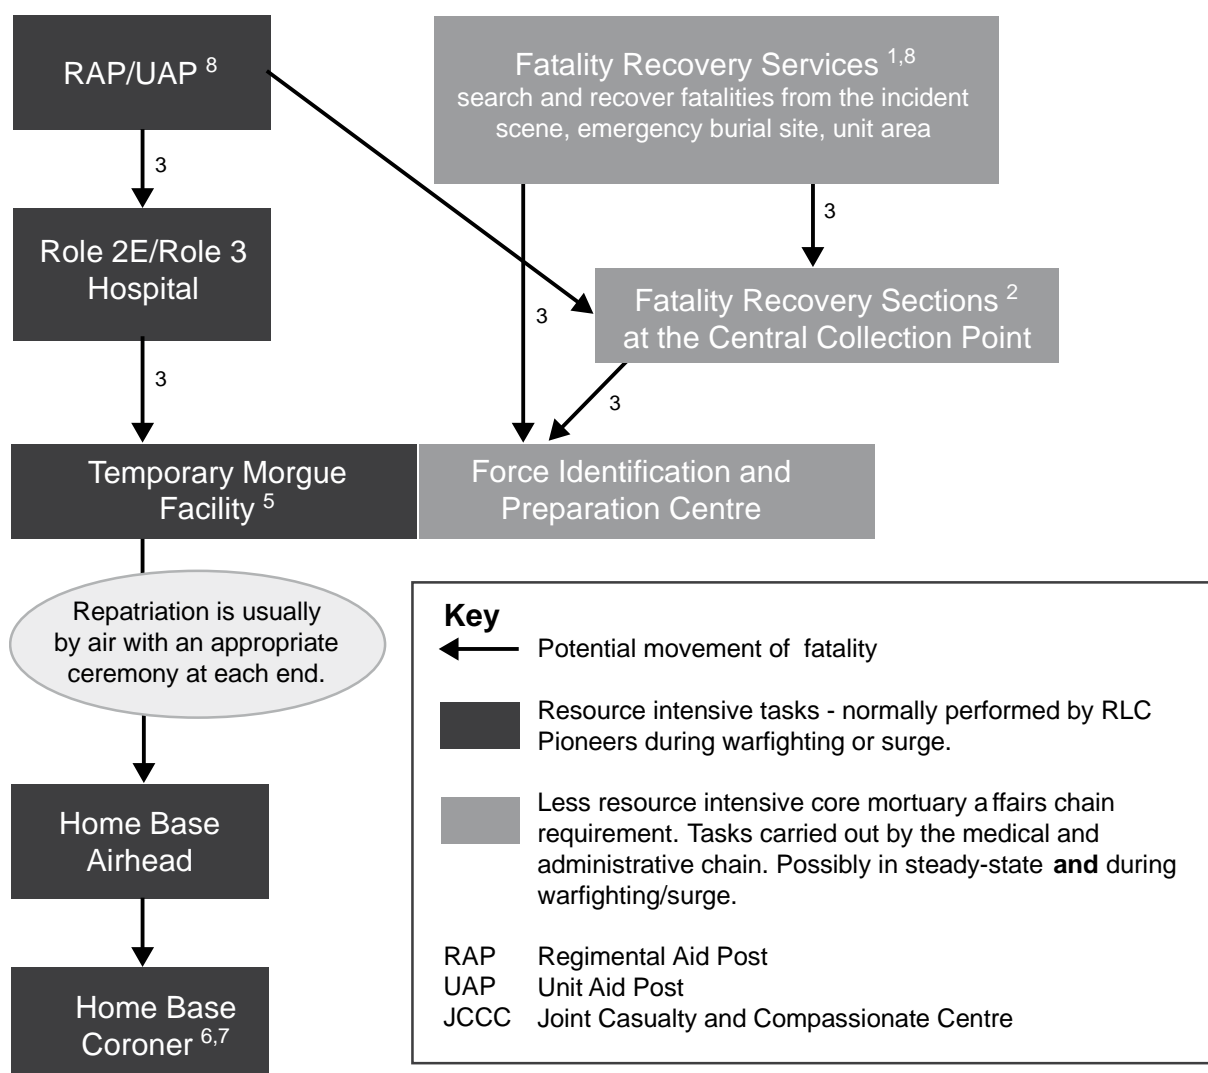 RAP/UAP 8
Fatality Recovery Services 1,8
search and recover fatalities from the incident
scene, emergency burial site, unit area
3
3
Role 2E/Role 3
Hospital
Fatality Recovery Sections 2
at the Central Collection Point
3
3
3
Temporary Morgue
Facility 5
Force Identification and
Preparation Centre
Repatriation is usually
by air with an appropriate
ceremony at each end.
Home Base
Airhead
Home Base
Coroner 6,7
Key
Potential movement of fatality
Resource intensive tasks - normally performed by RLC
Pioneers during warfighting or surge.
Less resource intensive core mortuary affairs chain
requirement. Tasks carried out by the medical and
administrative chain. Possibly in steady-state and during
warfighting/surge.
RAP Regimental Aid Post
UAP Unit Aid Post
JCCC Joint Casualty and Compassionate Centre